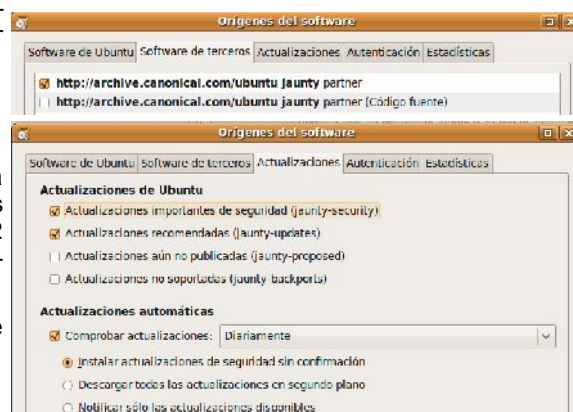 Orígenes del software
Software de Ubuntu Software de terceros Actualizaciones Autenticación Estadísticas
http://archive.canonical.com/ubuntu jaunty partner
http://archive.canonical.com/ubuntu jaunty partner (Código fuente)
Orígenes del software
Software de Ubuntu Software de terceros Actualizaciones Autenticación Estadísticas
Actualizaciones de Ubuntu
Actualizaciones importantes de seguridad (jaunty-security)
Actualizaciones recomendadas (jaunty-updates)
Actualizaciones aún no publicadas (jaunty-proposed)
Actualizaciones no soportadas (jaunty-backports)
Actualizaciones automáticas
Comprobar actualizaciones: Diariamente
Instalar actualizaciones de seguridad sin confirmación
Descargar todas las actualizaciones en segundo plano
Notificar sólo las actualizaciones disponibles